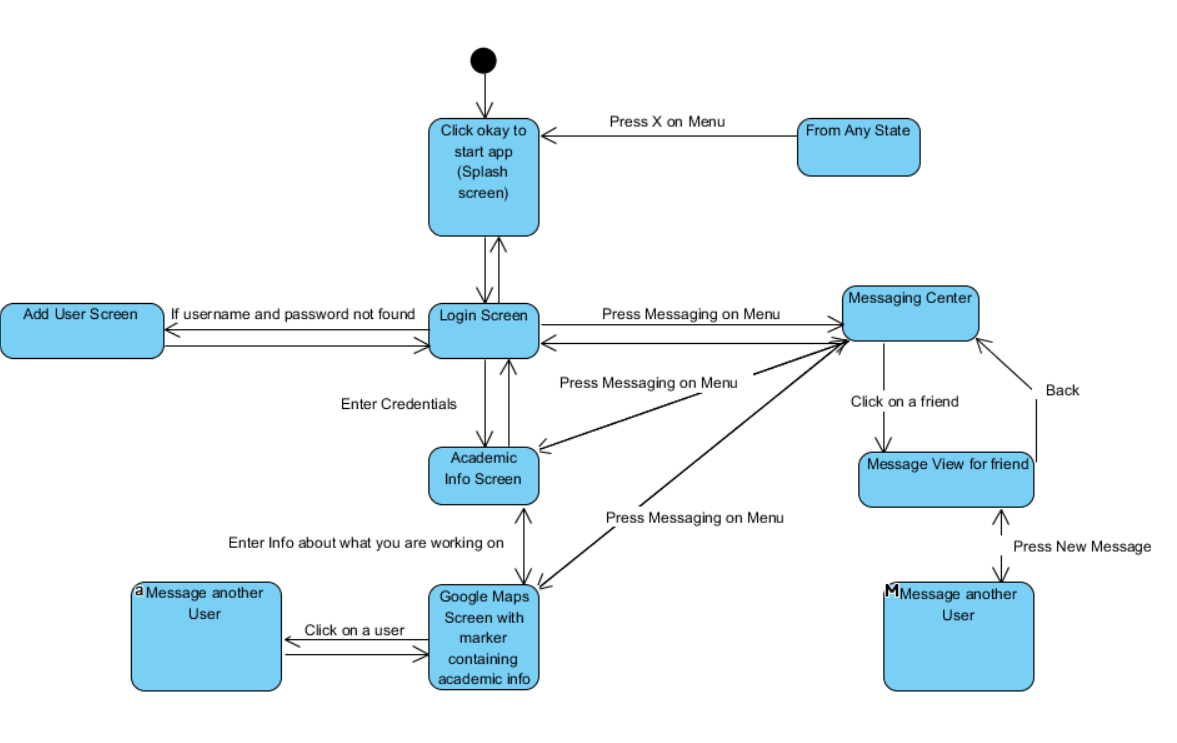 Click okay to
start app
(Splash
screen)
Press X on Menu
From Any State
Add User Screen
If username and password not found
Login Screen
Press Messaging on Menu
Messaging Center
Press Messaging on Menu
Enter Credentials
Click on a friend
Back
Academic
Info Screen
Message View for friend
Press Messaging on Menu
Enter Info about what you are working on
Press New Message
a
Message another
User
Click on a user
Google Maps
Screen with
marker
containing
academic info
M
Message another
User